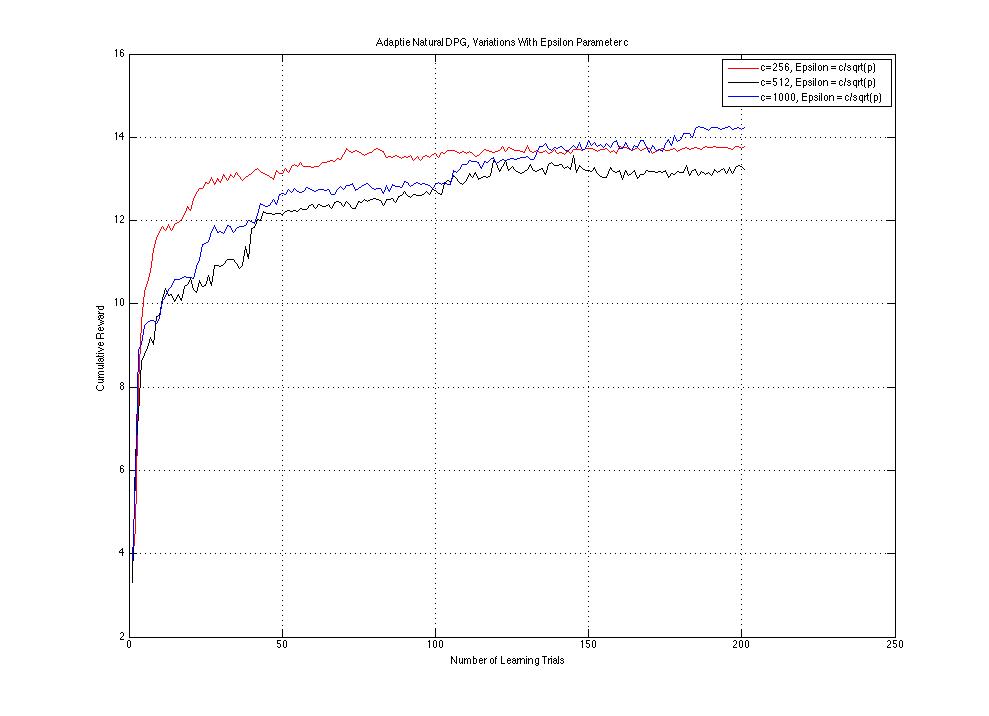 Adaptie Natural DPG, Variations With Epsilon Parameter c
16
14
12
10
8
6
4
2
Cumulative Reward
c=256, Epsilon = c/sqrt(p)
c=512, Epsilon = c/sqrt(p)
c=1000, Epsilon = c/sqrt(p)
0 50 100 150 200 250
Number of Learning Trials